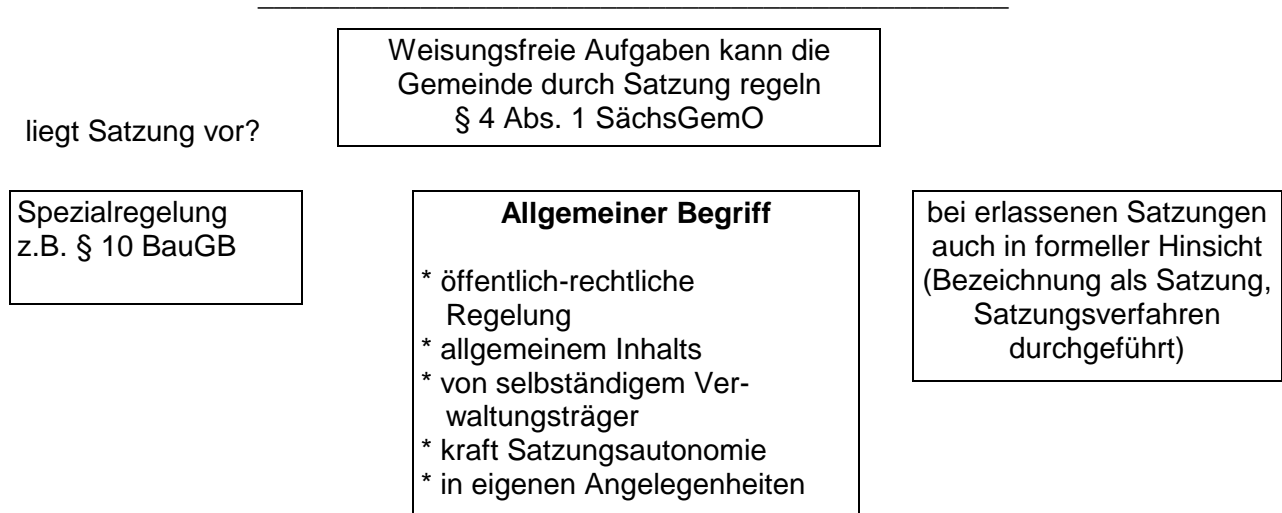 Weisungsfreie Aufgaben kann die
Gemeinde durch Satzung regeln
§ 4 Abs. 1 SächsGemO
liegt Satzung vor?
Spezialregelung
z.B. § 10 BauGB
Allgemeiner Begriff
* öffentlich-rechtliche
Regelung
* allgemeinem Inhalts
* von selbständigem Ver-
waltungsträger
* kraft Satzungsautonomie
* in eigenen Angelegenheiten
bei erlassenen Satzungen
auch in formeller Hinsicht
(Bezeichnung als Satzung,
Satzungsverfahren
durchgeführt)